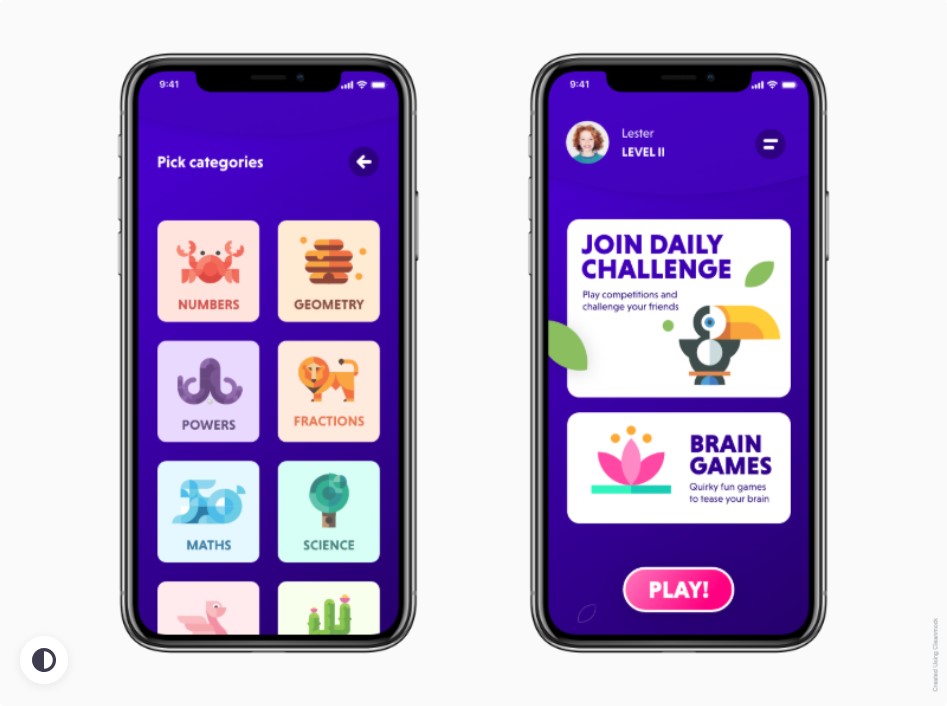 9:41
Pick categories
NUMBERS
GEOMETRY
POWERS
FRACTIONS
MATHS
SCIENCE
9:41
Lester
LEVEL II
JOIN DAILY
CHALLENGE
Play competitions and
challenge your friends
BRAIN
GAMES
Quirky fun games
to tease your brain
PLAY!
Created Using Cleanmock